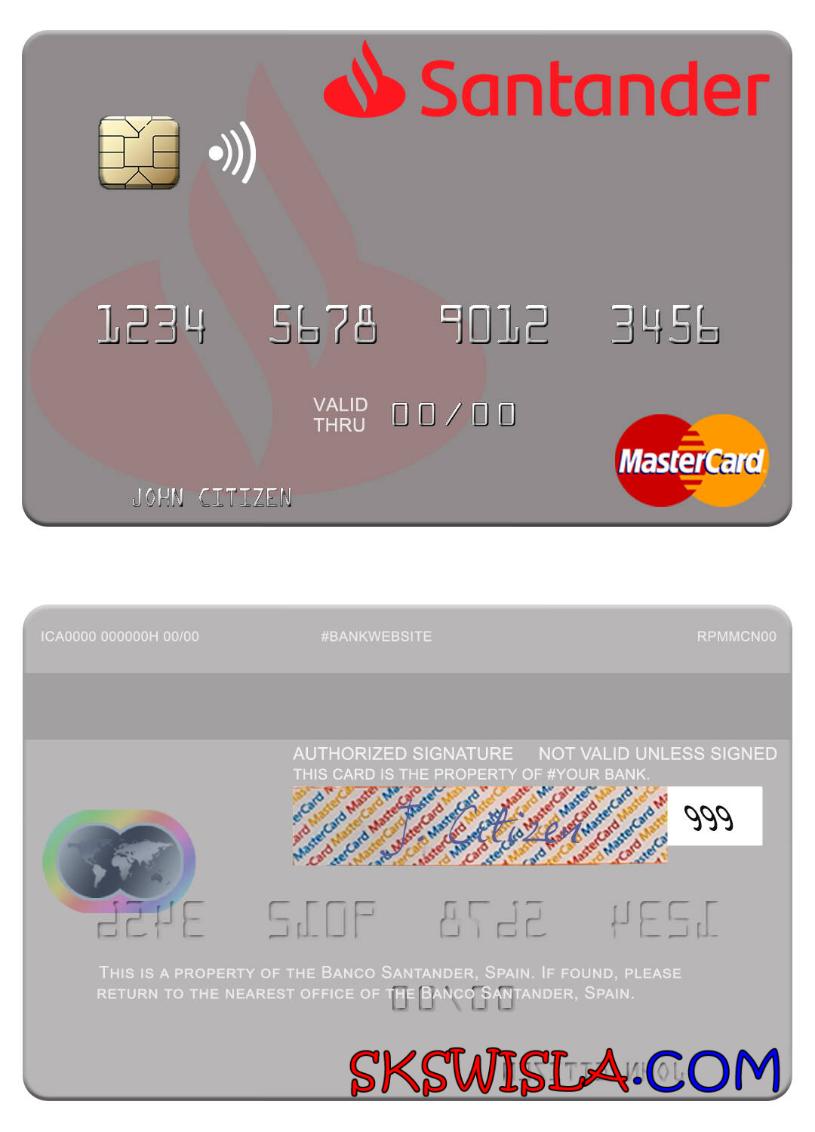 Santander
1234 5678 9012 3456
VALID THRU 00/00
MasterCard
JOHN CITIZEN
ICA0000 000000H 00/00 #BANKWEBSITE RPMMCN00
AUTHORIZED SIGNATURE NOT VALID UNLESS SIGNED
THIS CARD IS THE PROPERTY OF #YOUR BANK.
J Citizen 999
THIS IS A PROPERTY OF THE BANCO SANTANDER, SPAIN. IF FOUND, PLEASE
RETURN TO THE NEAREST OFFICE OF THE BANCO SANTANDER, SPAIN.
SKSWISLA.COM